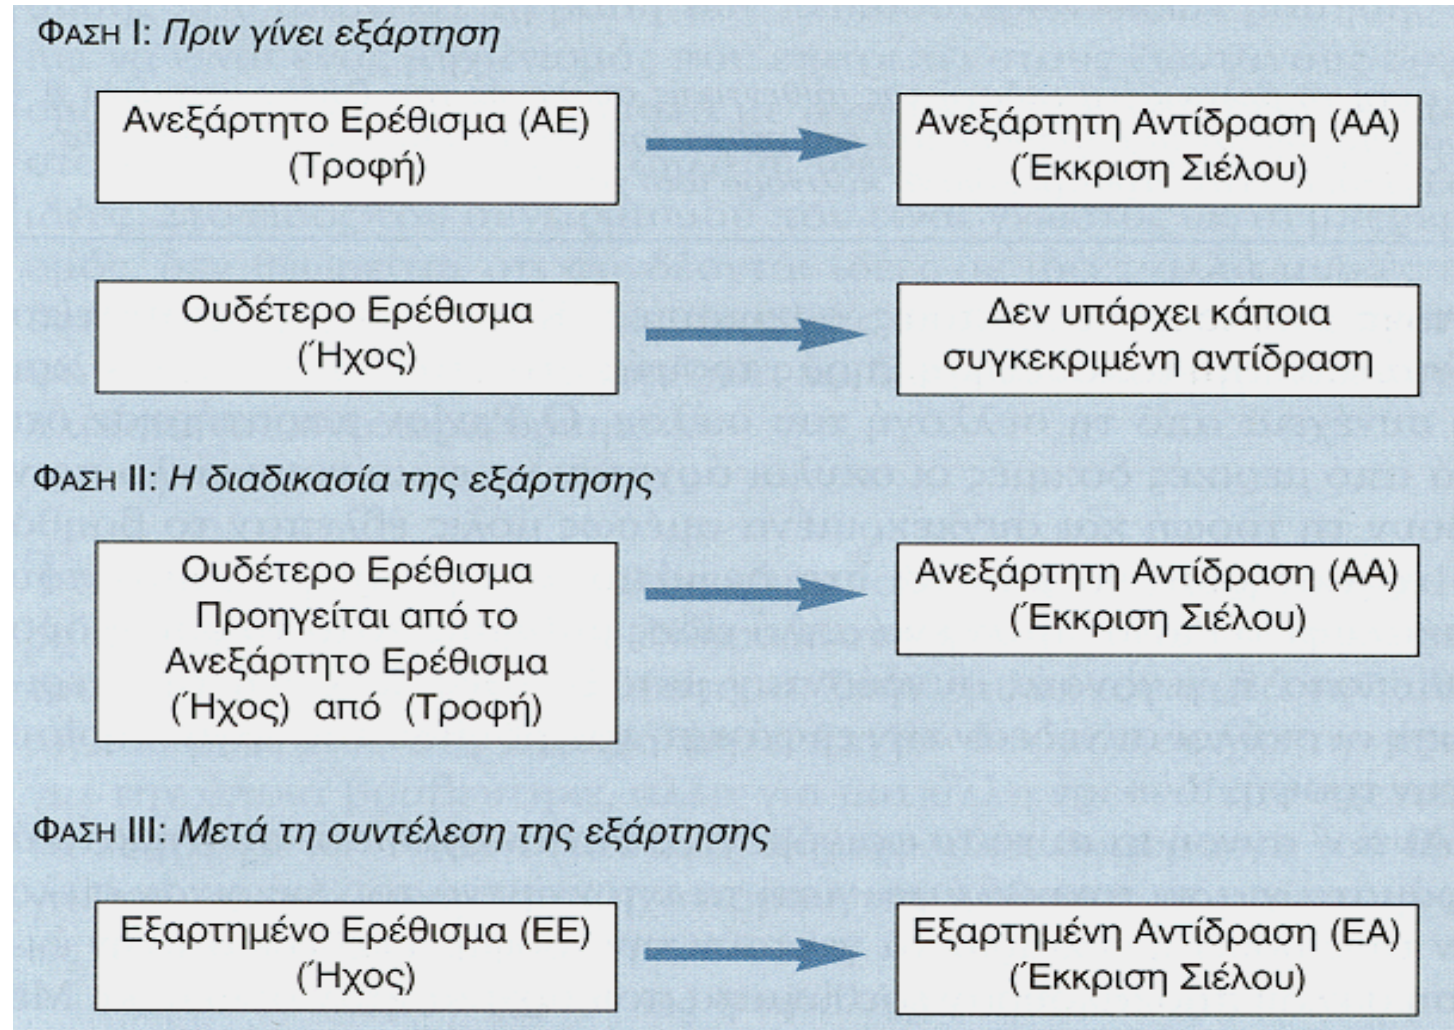 ΦΑΣΗ I: Πριν γίνει εξάρτηση
Ανεξάρτητο Ερέθισμα (ΑΕ)
(Τροφή)
Ανεξάρτητη Αντίδραση (ΑΑ)
(Έκκριση Σιέλου)
Ουδέτερο Ερέθισμα
(Ήχος)
Δεν υπάρχει κάποια
συγκεκριμένη αντίδραση
ΦΑΣΗ II: Η διαδικασία της εξάρτησης
Ουδέτερο Ερέθισμα
Προηγείται από το
Ανεξάρτητο Ερέθισμα
(Ήχος) από (Τροφή)
Ανεξάρτητη Αντίδραση (ΑΑ)
(Έκκριση Σιέλου)
ΦΑΣΗ III: Μετά τη συντέλεση της εξάρτησης
Εξαρτημένο Ερέθισμα (ΕΕ)
(Ήχος)
Εξαρτημένη Αντίδραση (ΕΑ)
(Έκκριση Σιέλου)